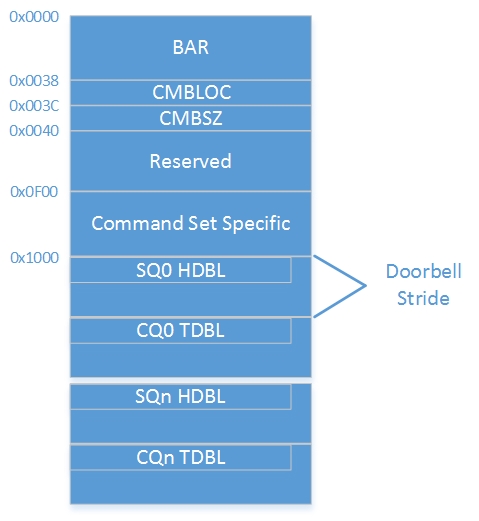 0x0000
BAR
0x0038
CMBLOC
0x003C
CMBSZ
0x0040
Reserved
0x0F00
Command Set Specific
0x1000
SQ0 HDBL
Doorbell
Stride
CQ0 TDBL
SQn HDBL
CQn TDBL